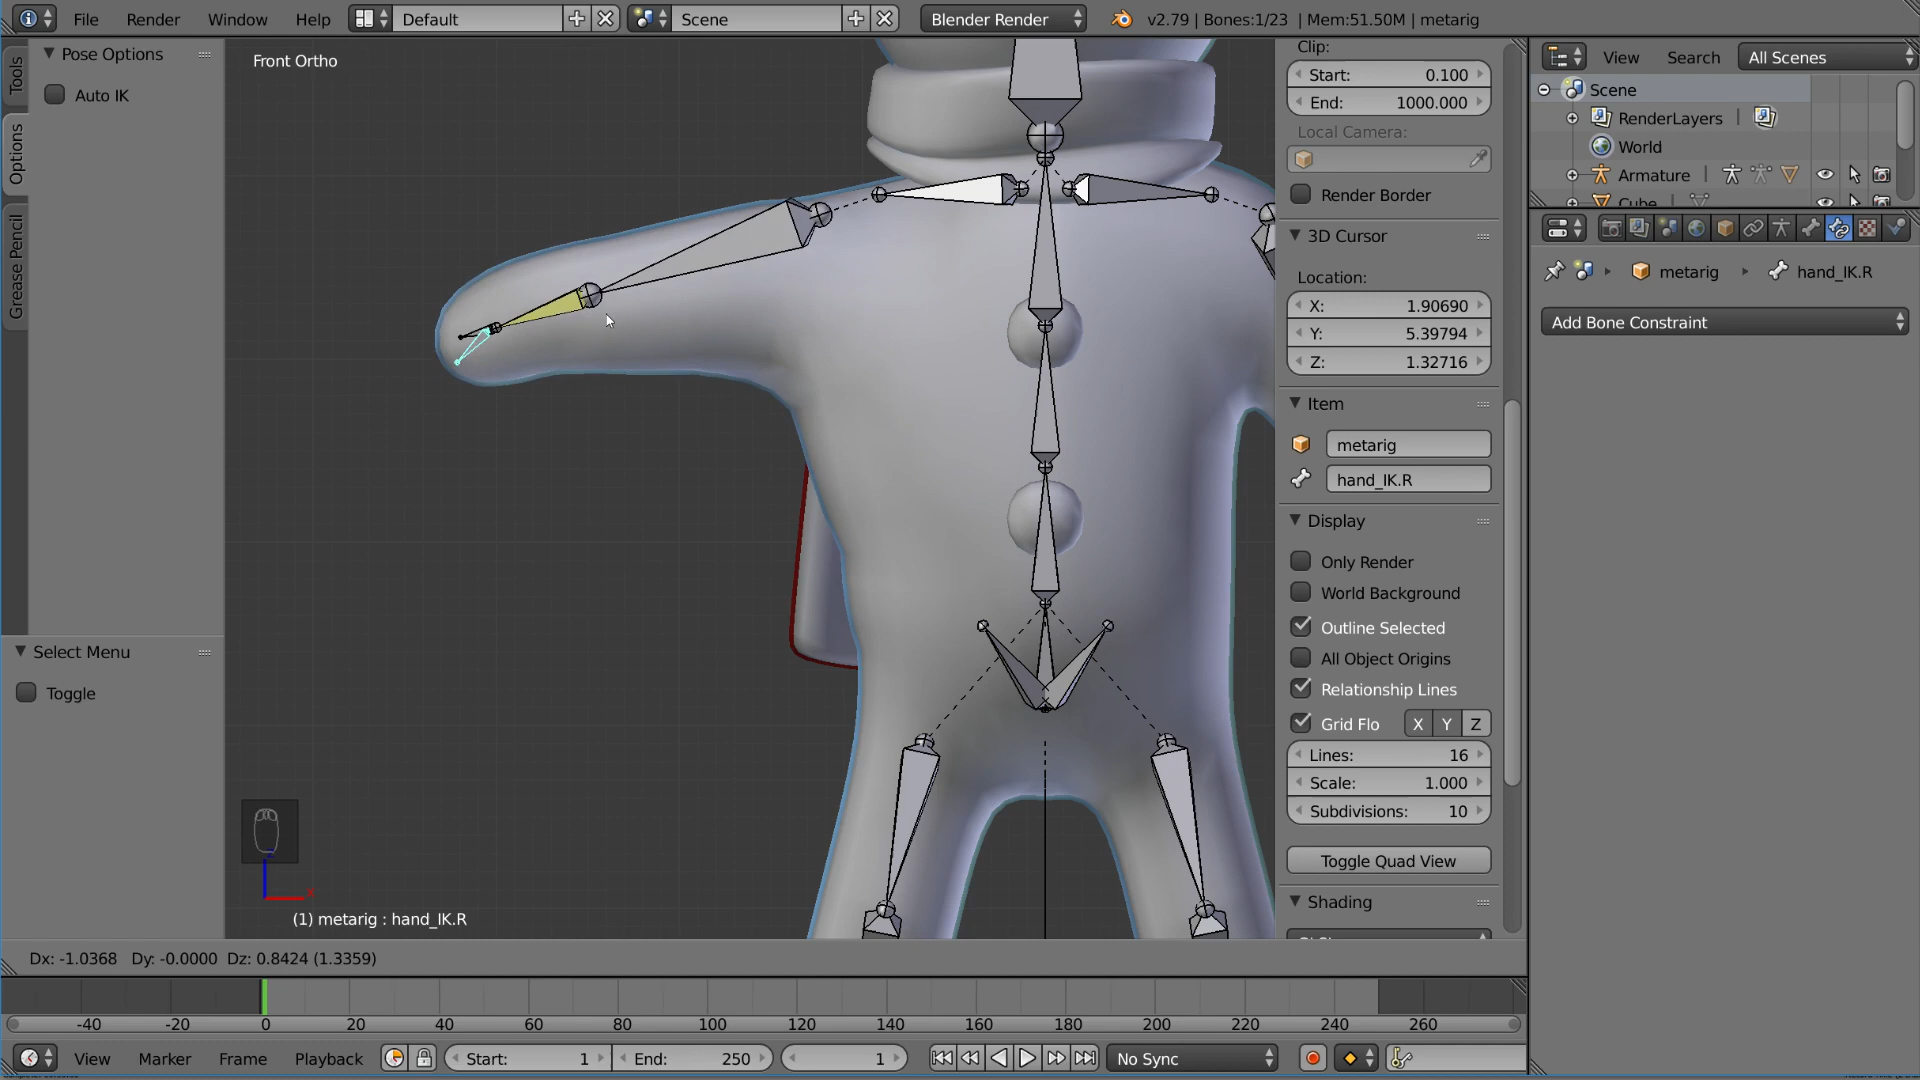 File Render Window Help Default Scene Blender Render v2.79 | Bones:1/23 | Mem:51.50M | metarig
Tools
Options
Grease Pencil
Pose Options
Auto IK
Select Menu
Toggle
Front Ortho
(1) metarig : hand_IK.R
Clip:
Start: 0.100
End: 1000.000
Local Camera:
Render Border
3D Cursor
Location:
X: 1.90690
Y: 5.39794
Z: 1.32716
Item
metarig
hand_IK.R
Display
Only Render
World Background
Outline Selected
All Object Origins
Relationship Lines
Grid Flo X Y Z
Lines: 16
Scale: 1.000
Subdivisions: 10
Toggle Quad View
Shading
View Search All Scenes
Scene
RenderLayers
World
Armature
Cube
metarig hand_IK.R
Add Bone Constraint
Dx: -1.0368 Dy: -0.0000 Dz: 0.8424 (1.3359)
-40 -20 0 20 40 60 80 100 120 140 160 180 200 220 240 260
View Marker Frame Playback Start: 1 End: 250 1 No Sync